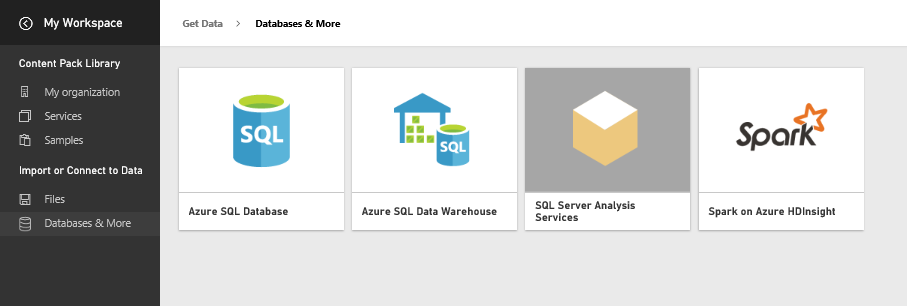 My Workspace
Get Data > Databases & More
Content Pack Library
My organization
Services
Samples
Import or Connect to Data
Files
Databases & More
SQL
SQL
Spark
Azure SQL Database
Azure SQL Data Warehouse
SQL Server Analysis
Services
Spark on Azure HDInsight